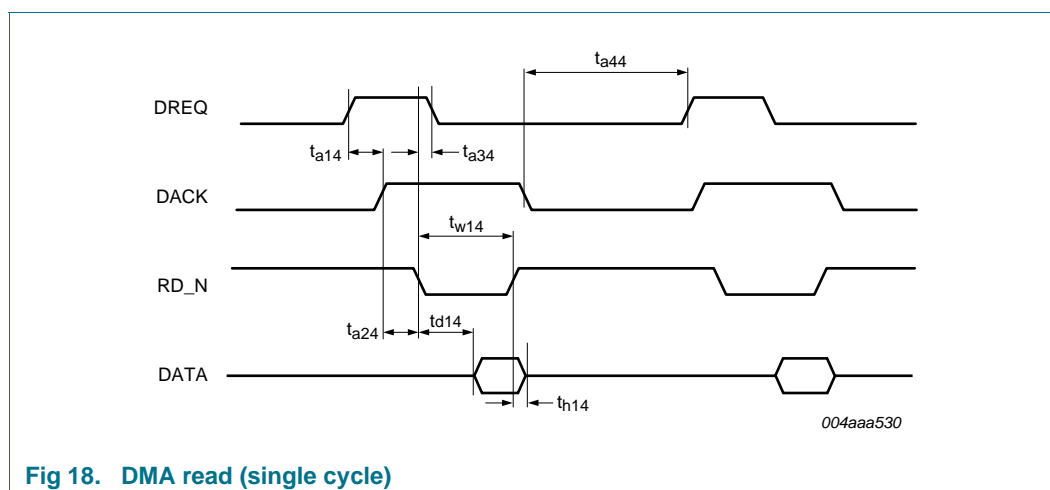 ta44
DREQ
ta14
ta34
DACK
tw14
RD_N
ta24
td14
DATA
th14
004aaa530
Fig 18. DMA read (single cycle)